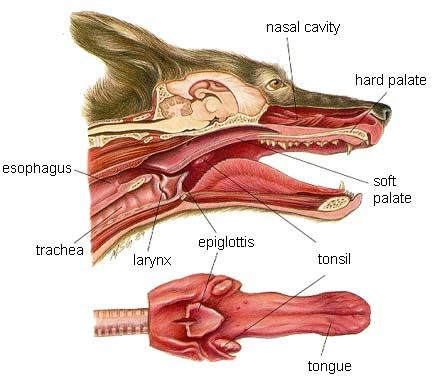 nasal cavity
hard palate
esophagus
soft
palate
trachea
larynx
epiglottis
tonsil
tongue